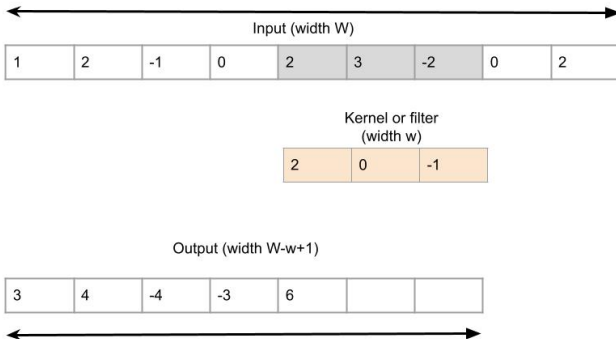 Input (width W)
1 2 -1 0 2 3 -2 0 2
Kernel or filter
(width w)
2 0 -1
Output (width W-w+1)
3 4 -4 -3 6